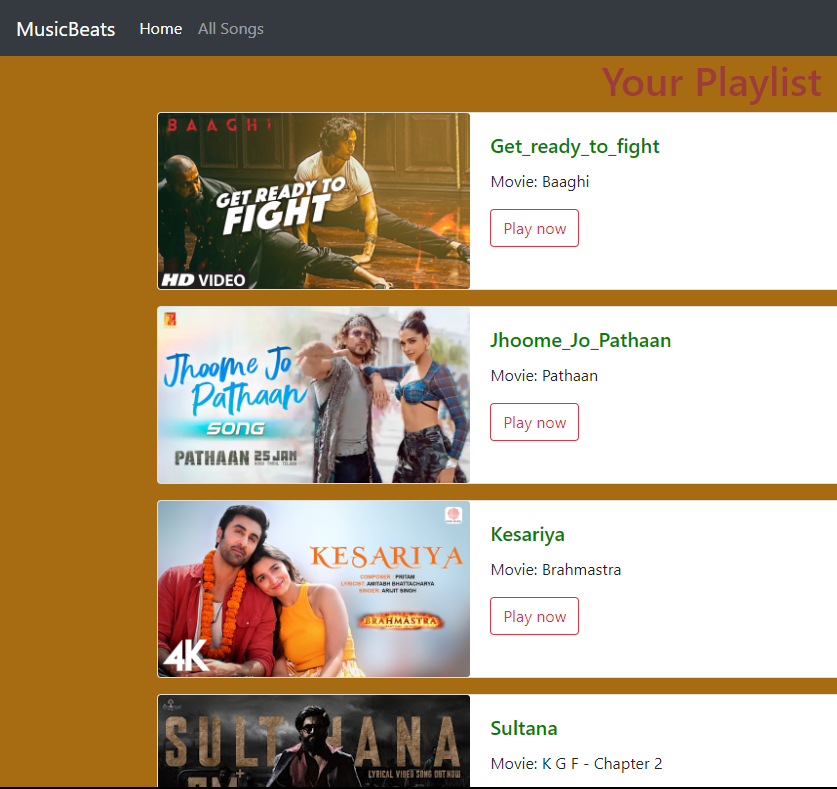 MusicBeats Home All Songs
Your Playlist
BAAGHI
GET READY TO
FIGHT
HD VIDEO
Get_ready_to_fight
Movie: Baaghi
Play now
Jhoome Jo
Pathaan
SONG
PATHAAN 25 JAN
Jhoome_Jo_Pathaan
Movie: Pathaan
Play now
KESARIYA
COMPOSER PRITAM
LYRICIST AMITABH BHATTACHARYA
SINGER ARIJIT SINGH
BRAHMASTRA
4K
Kesariya
Movie: Brahmastra
Play now
SULTHANA
LYRICAL VIDEO SONG OUT NOW
Sultana
Movie: K G F - Chapter 2